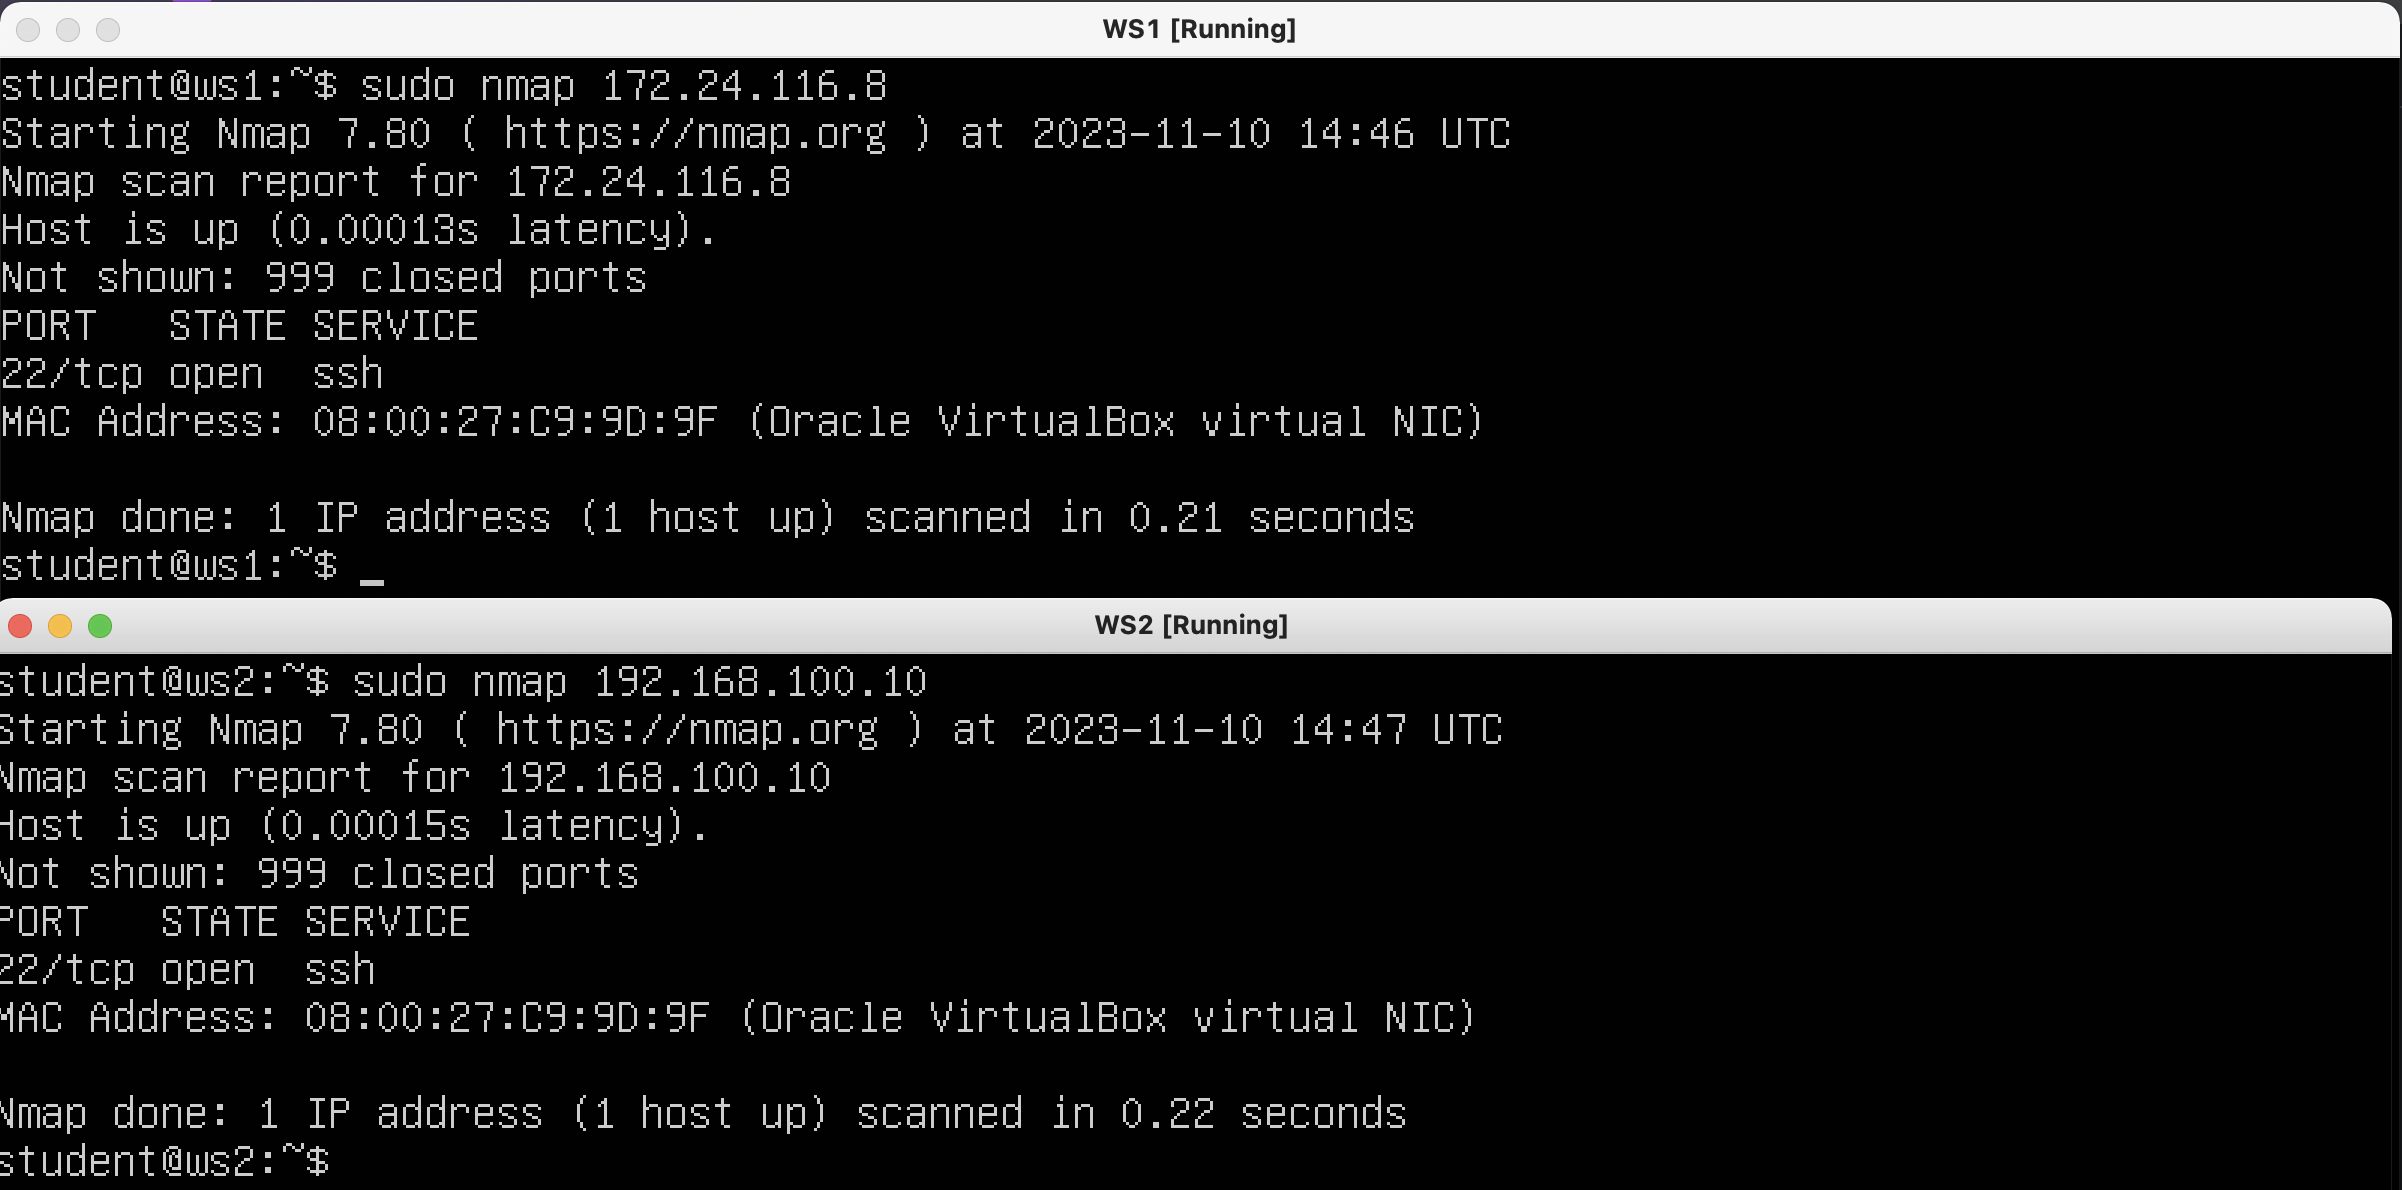 WS1 [Running]
student@ws1:~$ sudo nmap 172.24.116.8
Starting Nmap 7.80 ( https://nmap.org ) at 2023-11-10 14:46 UTC
Nmap scan report for 172.24.116.8
Host is up (0.00013s latency).
Not shown: 999 closed ports
PORT   STATE SERVICE
22/tcp open  ssh
MAC Address: 08:00:27:C9:9D:9F (Oracle VirtualBox virtual NIC)
Nmap done: 1 IP address (1 host up) scanned in 0.21 seconds
student@ws1:~$ _
WS2 [Running]
student@ws2:~$ sudo nmap 192.168.100.10
Starting Nmap 7.80 ( https://nmap.org ) at 2023-11-10 14:47 UTC
Nmap scan report for 192.168.100.10
Host is up (0.00015s latency).
Not shown: 999 closed ports
PORT   STATE SERVICE
22/tcp open  ssh
MAC Address: 08:00:27:C9:9D:9F (Oracle VirtualBox virtual NIC)
Nmap done: 1 IP address (1 host up) scanned in 0.22 seconds
student@ws2:~$